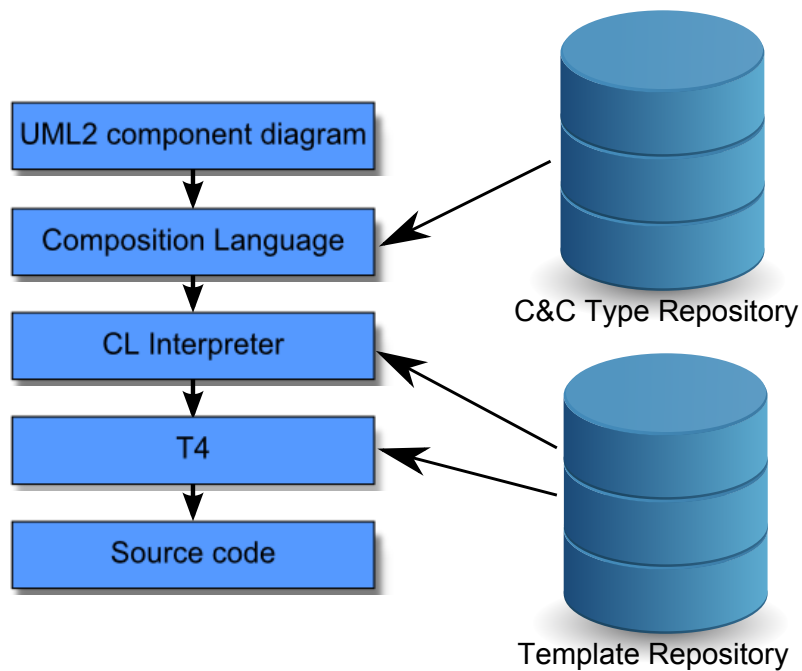 UML2 component diagram
Composition Language
C&C Type Repository
CL Interpreter
T4
Source code
Template Repository